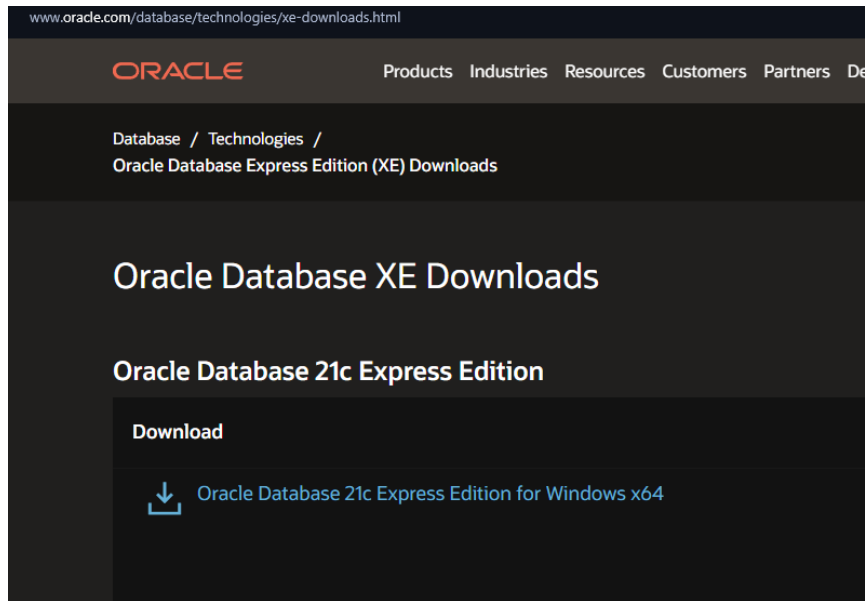 www.oracle.com/database/technologies/xe-downloads.html
ORACLE
Products Industries Resources Customers Partners De
Database / Technologies /
Oracle Database Express Edition (XE) Downloads
Oracle Database XE Downloads
Oracle Database 21c Express Edition
Download
Oracle Database 21c Express Edition for Windows x64